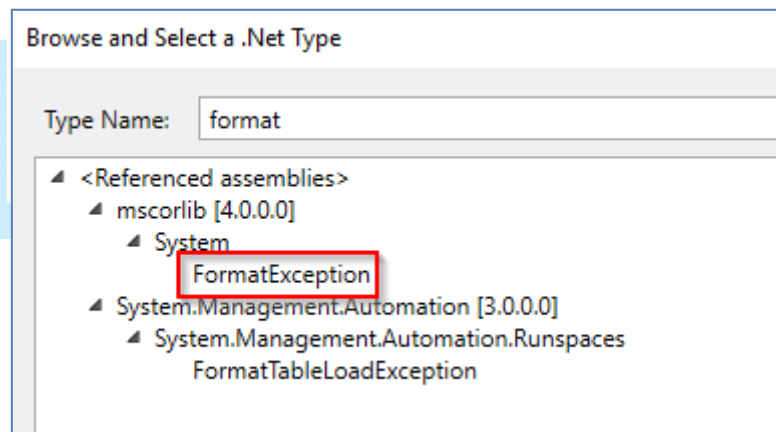 Browse and Select a .Net Type
Type Name: format
<Referenced assemblies>
mscorlib [4.0.0.0]
System
FormatException
System.Management.Automation [3.0.0.0]
System.Management.Automation.Runspaces
FormatTableLoadException